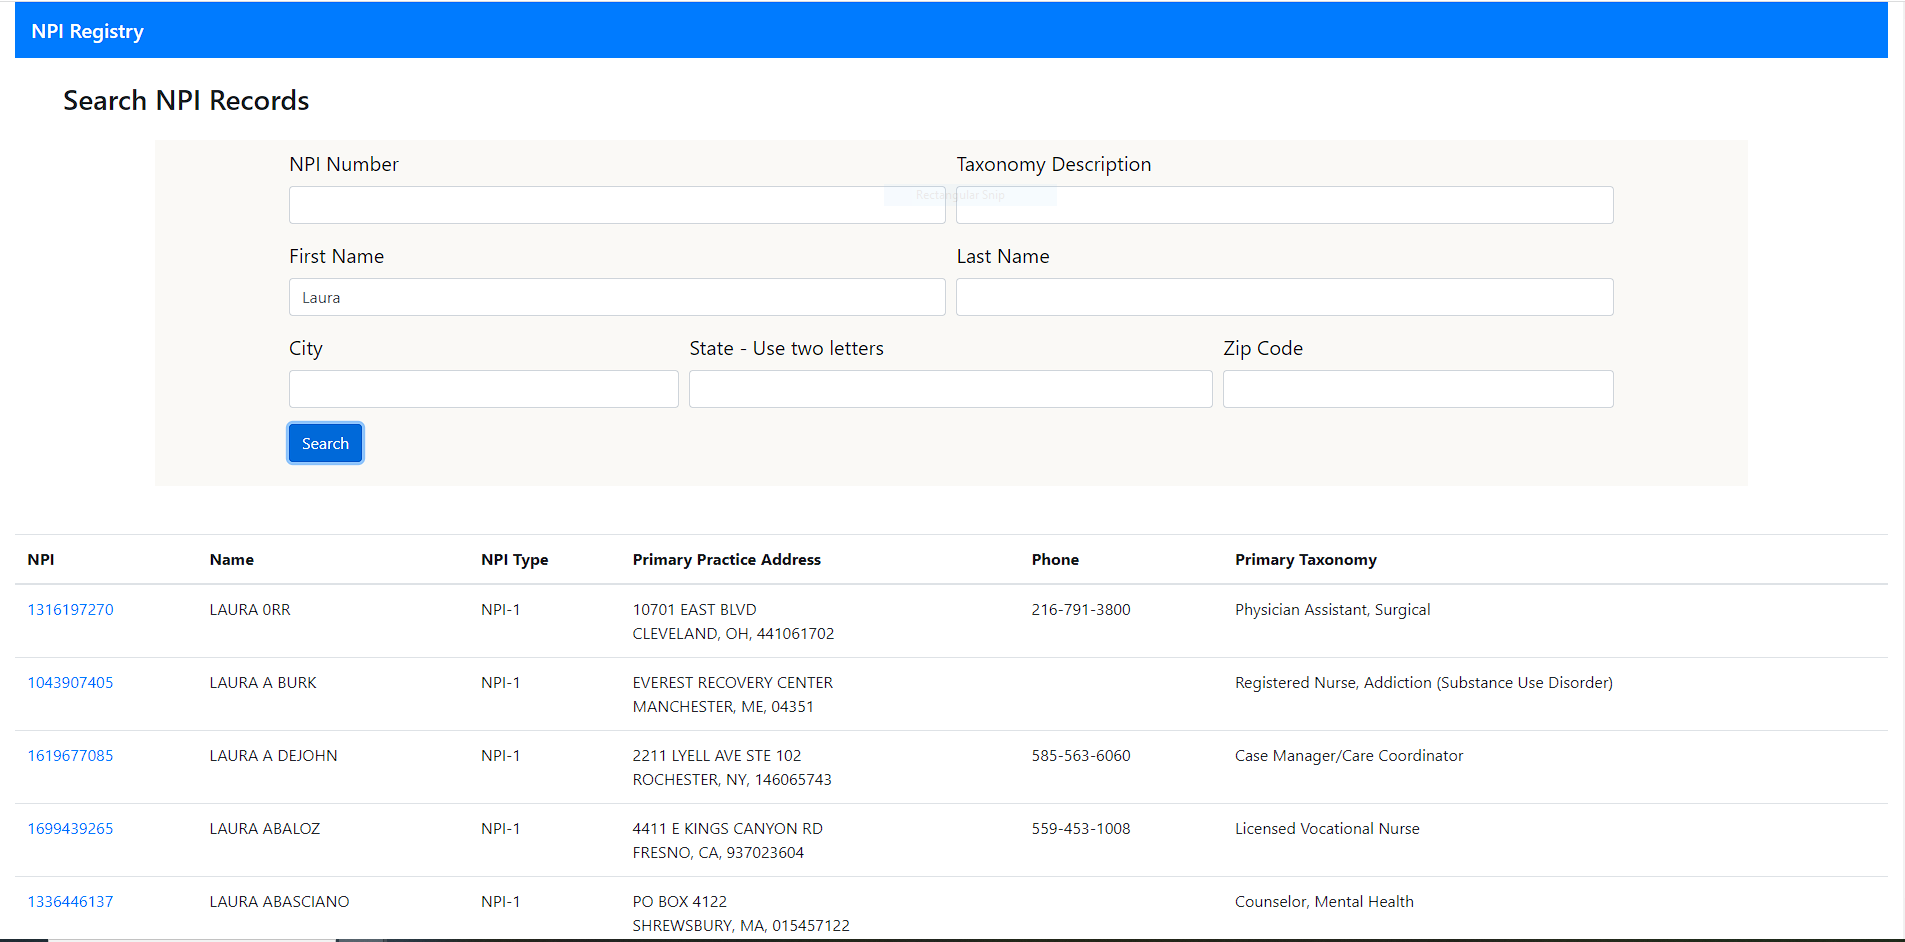 NPI Registry
Search NPI Records
NPI Number Taxonomy Description
Rectangular Snip
First Name Last Name
Laura
City State - Use two letters Zip Code
Search
NPI Name NPI Type Primary Practice Address Phone Primary Taxonomy
1316197270 LAURA 0RR NPI-1 10701 EAST BLVD 216-791-3800 Physician Assistant, Surgical
CLEVELAND, OH, 441061702
1043907405 LAURA A BURK NPI-1 EVEREST RECOVERY CENTER Registered Nurse, Addiction (Substance Use Disorder)
MANCHESTER, ME, 04351
1619677085 LAURA A DEJOHN NPI-1 2211 LYELL AVE STE 102 585-563-6060 Case Manager/Care Coordinator
ROCHESTER, NY, 146065743
1699439265 LAURA ABALOZ NPI-1 4411 E KINGS CANYON RD 559-453-1008 Licensed Vocational Nurse
FRESNO, CA, 937023604
1336446137 LAURA ABASCIANO NPI-1 PO BOX 4122 Counselor, Mental Health
SHREWSBURY, MA, 015457122